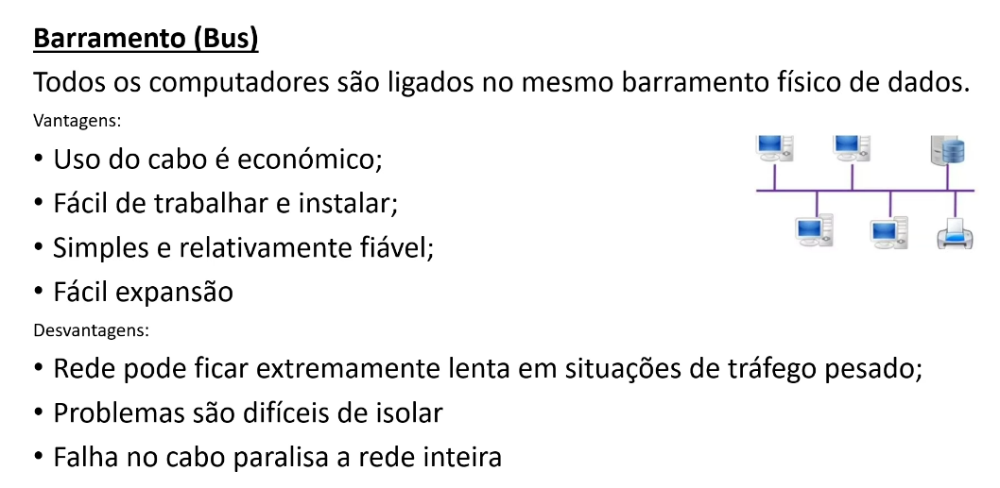 Barramento (Bus)
Todos os computadores são ligados no mesmo barramento físico de dados.
Vantagens:
• Uso do cabo é económico;
• Fácil de trabalhar e instalar;
• Simples e relativamente fiável;
• Fácil expansão
Desvantagens:
• Rede pode ficar extremamente lenta em situações de tráfego pesado;
• Problemas são difíceis de isolar
• Falha no cabo paralisa a rede inteira